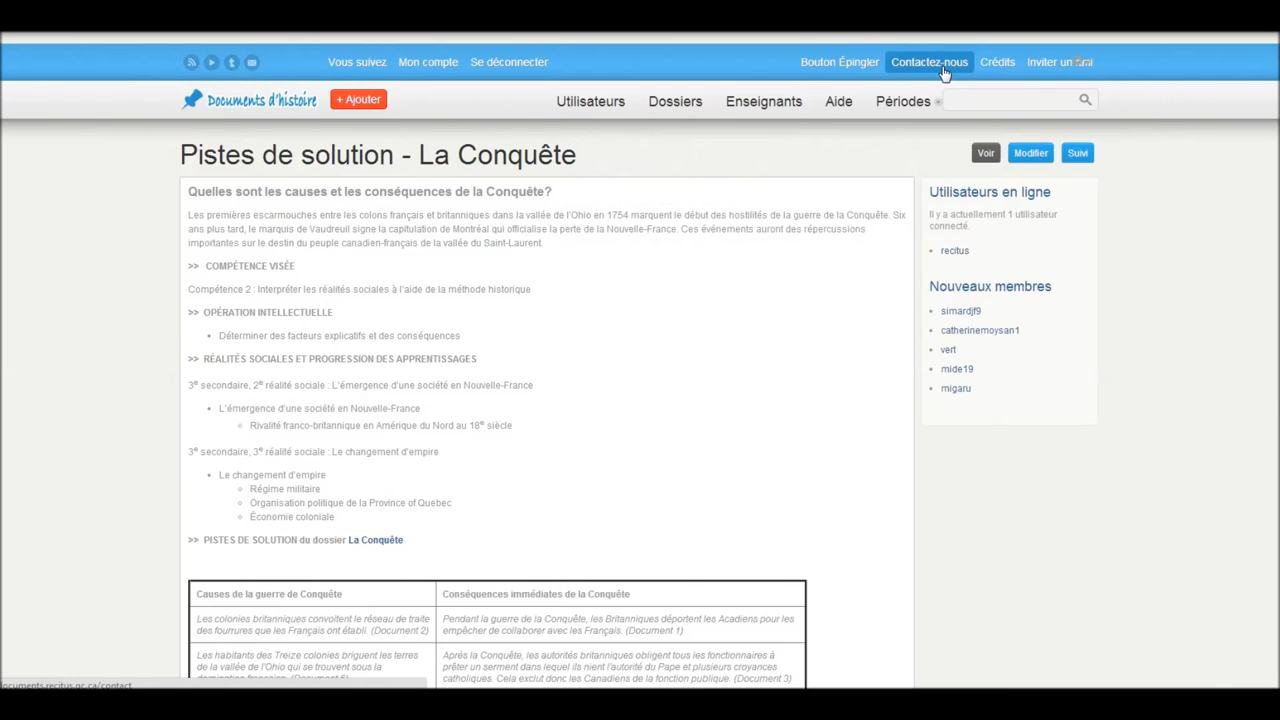 Vous suivez Mon compte Se déconnecter Bouton Épingler Contactez-nous Crédits Inviter un ami
Documents d'histoire + Ajouter Utilisateurs Dossiers Enseignants Aide Périodes
Pistes de solution - La Conquête Voir Modifier Suivi
Quelles sont les causes et les conséquences de la Conquête?
Les premières escarmouches entre les colons français et britanniques dans la vallée de l'Ohio en 1754 marquent le début des hostilités de la guerre de la Conquête. Six
ans plus tard, le marquis de Vaudreuil signe la capitulation de Montréal qui officialise la perte de la Nouvelle-France. Ces événements auront des répercussions
importantes sur le destin du peuple canadien-français de la vallée du Saint-Laurent.
>> COMPÉTENCE VISÉE
Compétence 2 : Interpréter les réalités sociales à l'aide de la méthode historique
>> OPÉRATION INTELLECTUELLE
• Déterminer des facteurs explicatifs et des conséquences
>> RÉALITÉS SOCIALES ET PROGRESSION DES APPRENTISSAGES
3e secondaire, 2e réalité sociale : L'émergence d'une société en Nouvelle-France
• L'émergence d'une société en Nouvelle-France
○ Rivalité franco-britannique en Amérique du Nord au 18e siècle
3e secondaire, 3e réalité sociale : Le changement d'empire
• Le changement d'empire
○ Régime militaire
○ Organisation politique de la Province of Quebec
○ Économie coloniale
>> PISTES DE SOLUTION du dossier La Conquête
Causes de la guerre de Conquête
Conséquences immédiates de la Conquête
Les colonies britanniques convoitent le réseau de traite
des fourrures que les Français ont établi. (Document 2)
Pendant la guerre de la Conquête, les Britanniques déportent les Acadiens pour les
empêcher de collaborer avec les Français. (Document 1)
Les habitants des Treize colonies briguent les terres
de la vallée de l'Ohio qui se trouvent sous la
domination française. (Document 6)
Après la Conquête, les autorités britanniques obligent tous les fonctionnaires à
prêter un serment dans lequel ils nient l'autorité du Pape et plusieurs croyances
catholiques. Cela exclut donc les Canadiens de la fonction publique. (Document 3)
Utilisateurs en ligne
Il y a actuellement 1 utilisateur
connecté.
• recitus
Nouveaux membres
• simardjf9
• catherinemoysan1
• vert
• mide19
• migaru
documents.recitus.qc.ca/contact